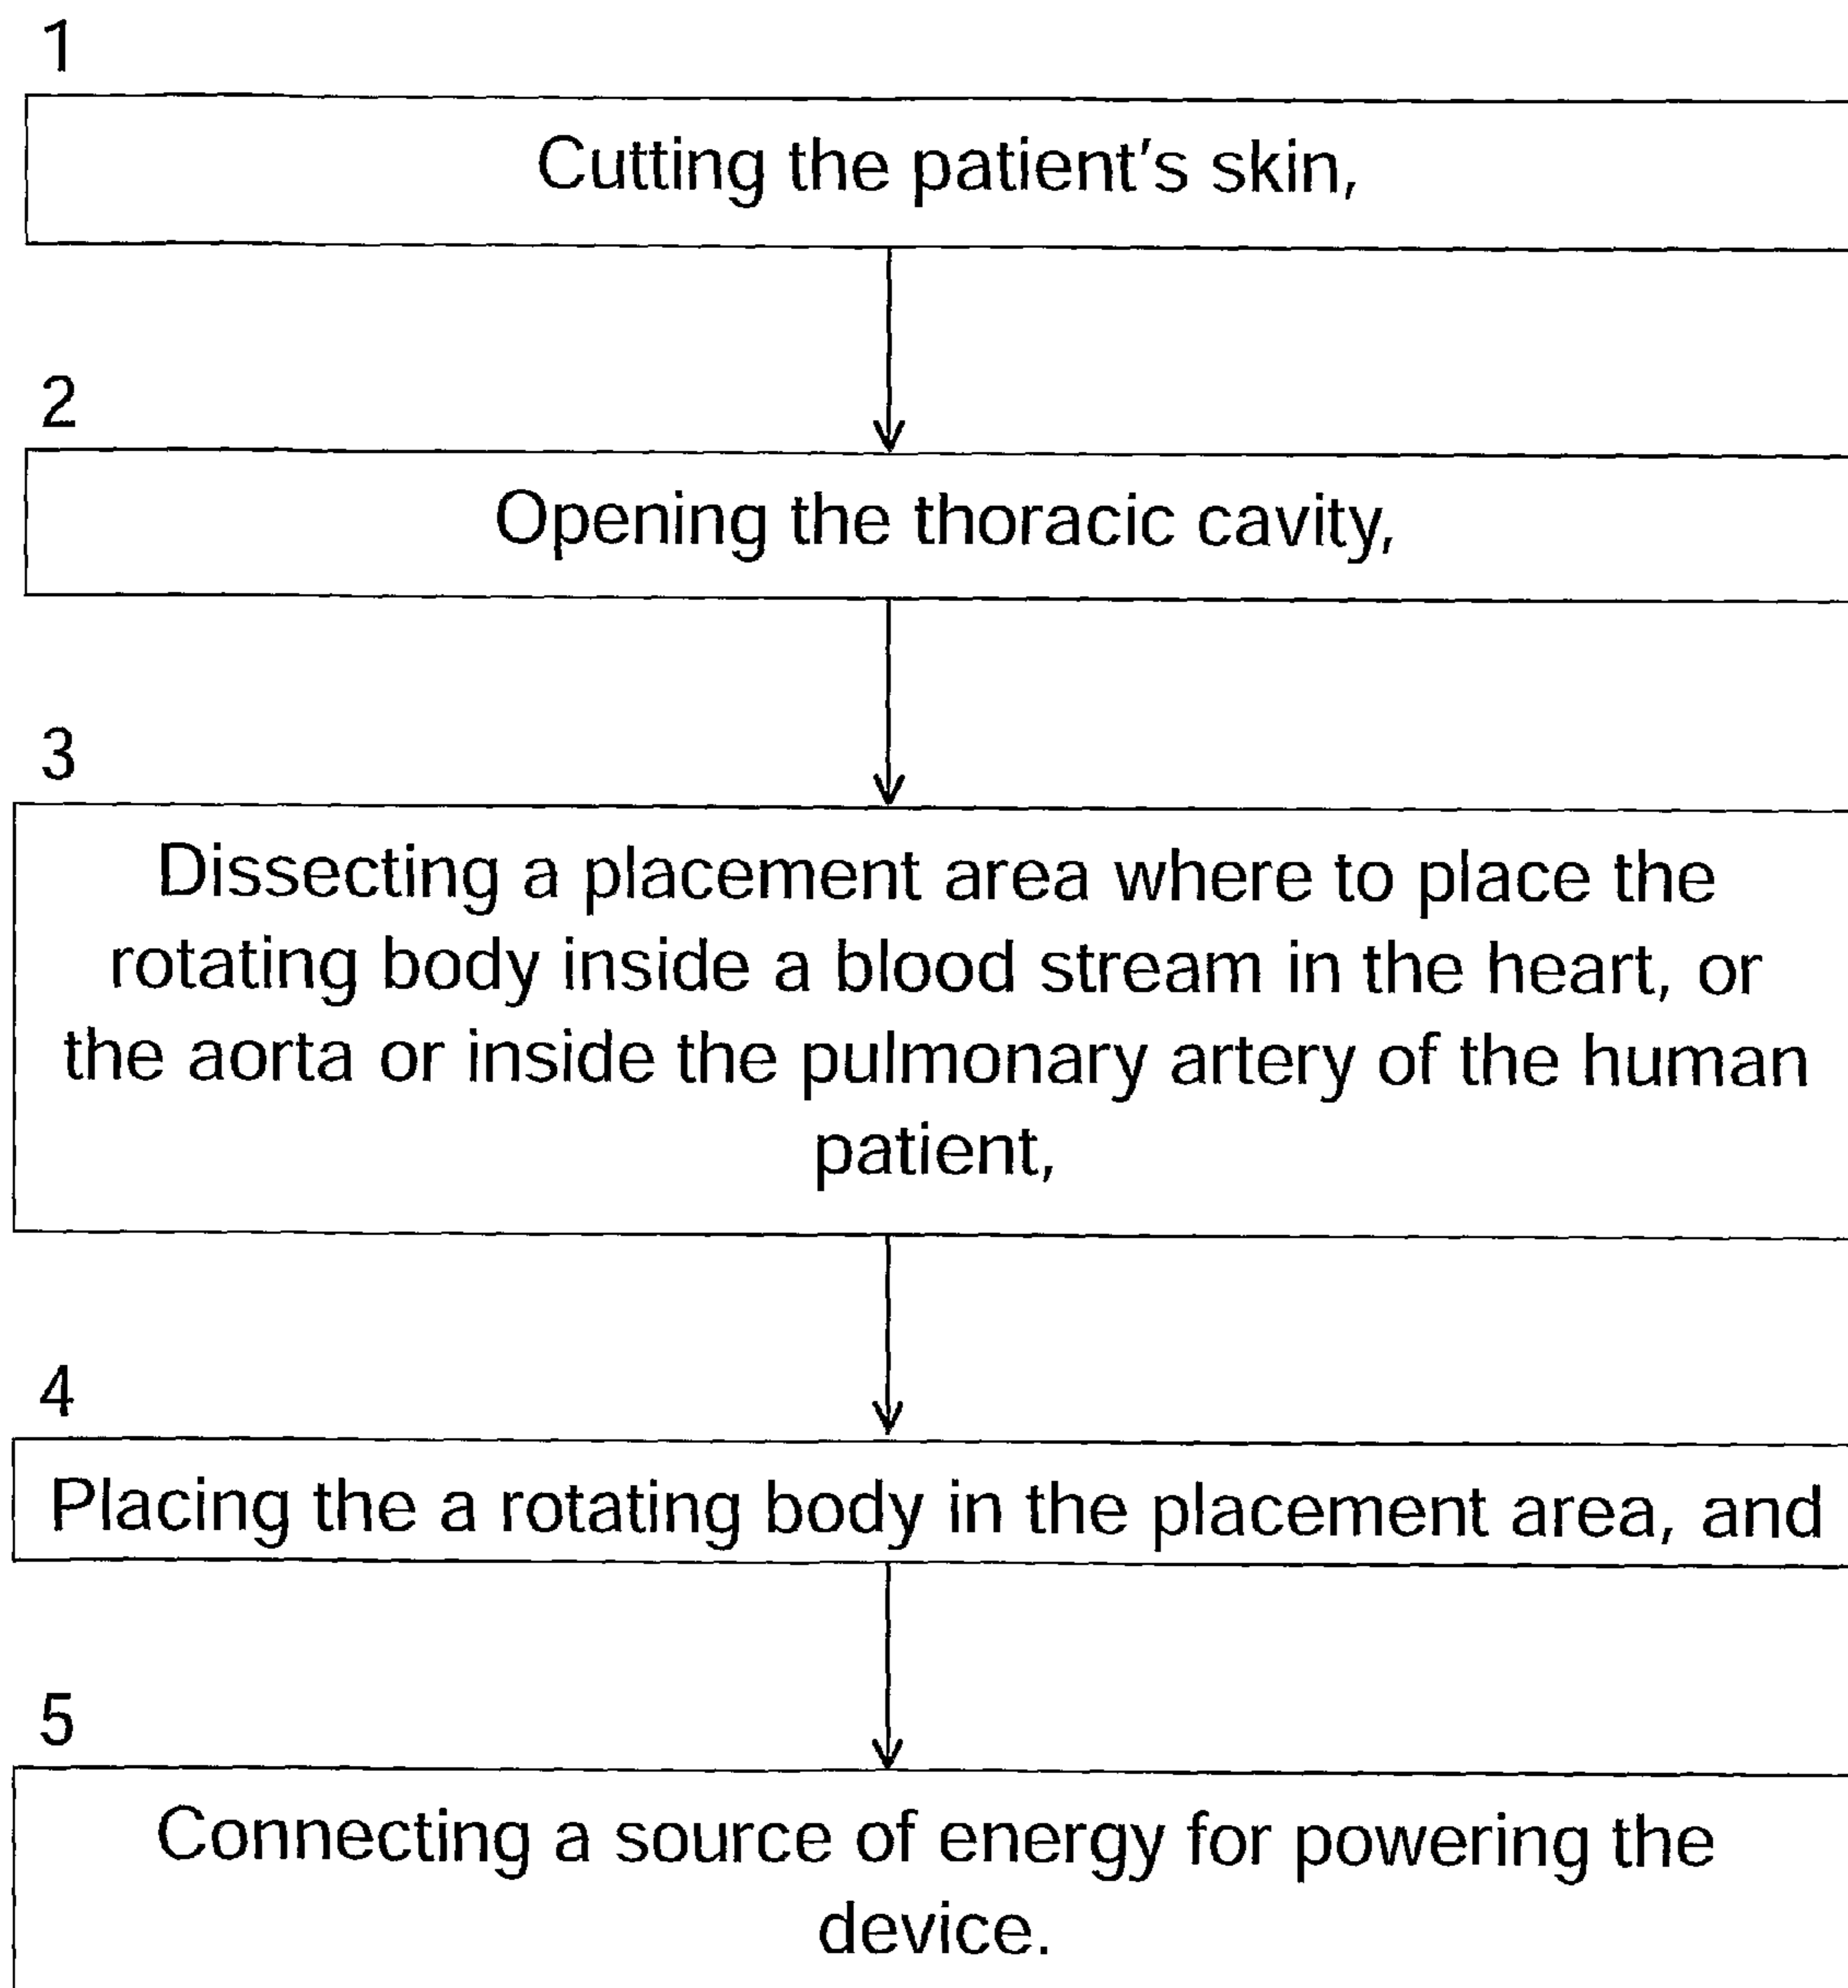 1
Cutting the patient's skin,
2
Opening the thoracic cavity,
3
Dissecting a placement area where to place the
rotating body inside a blood stream in the heart, or
the aorta or inside the pulmonary artery of the human
patient,
4
Placing the a rotating body in the placement area, and
5
Connecting a source of energy for powering the
device.